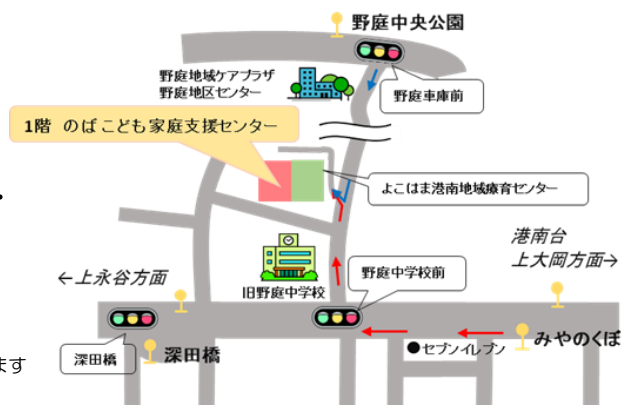 野庭中央公園
野庭地域ケアプラザ
野庭地区センター
野庭車庫前
1階 のばこども家庭支援センター
よこはま港南地域療育センター
港南台
上大岡方面→
←上永谷方面
旧野庭中学校
野庭中学校前
みやのくぼ
●セブンイレブン
深田橋
深田橋
ます